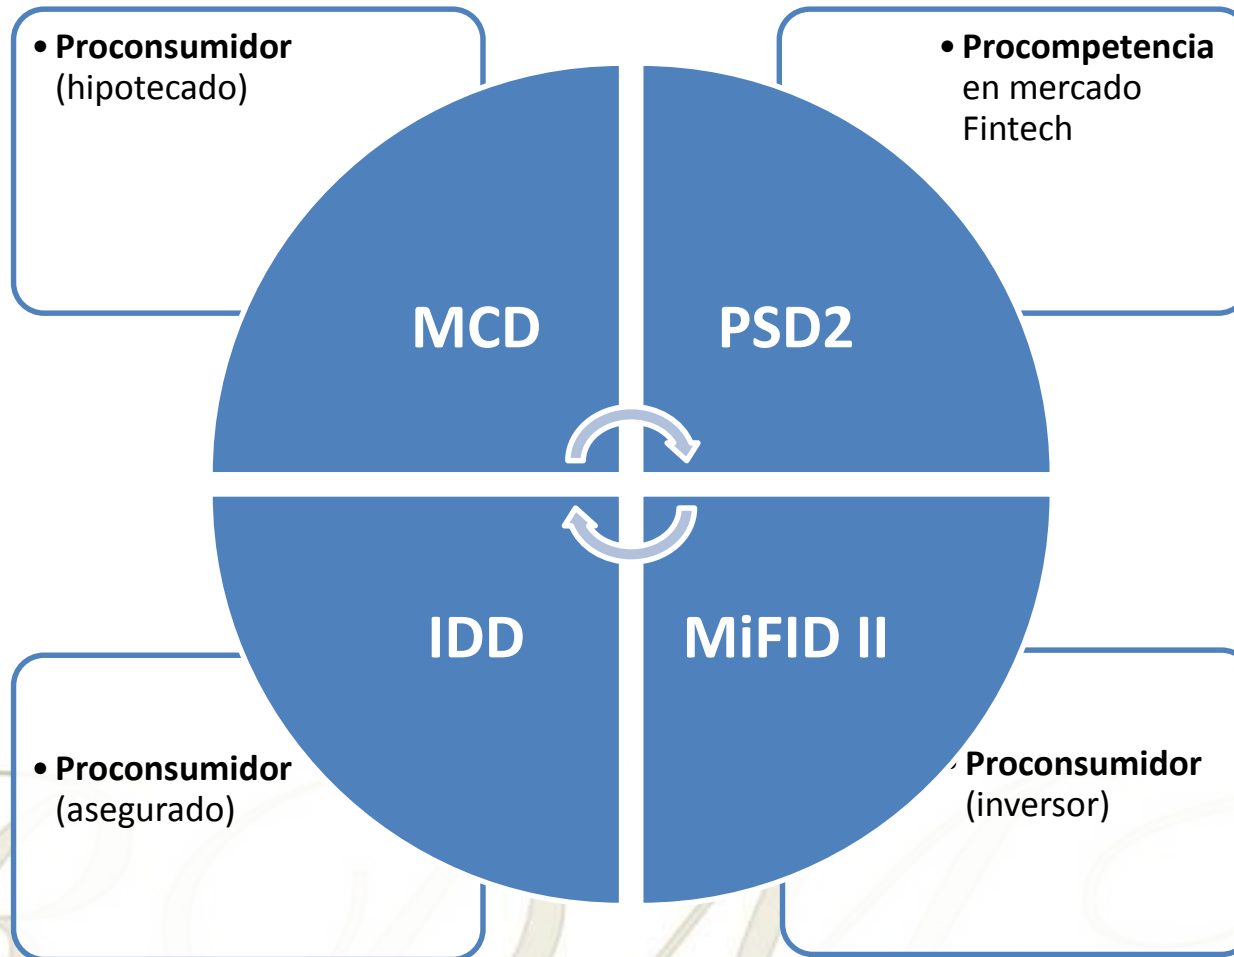 • Proconsumidor
(hipotecado)
• Procompetencia
en mercado
Fintech
MCD
PSD2
IDD
MiFID II
• Proconsumidor
(asegurado)
• Proconsumidor
(inversor)